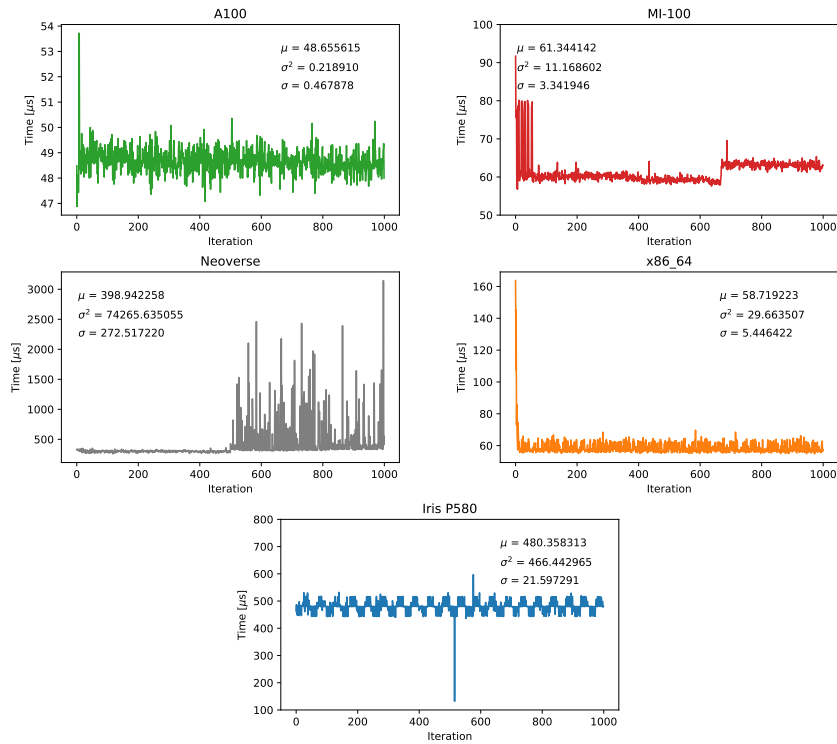 A100
54
53
52
51
50
49
48
47
Time [μs]
μ = 48.655615
σ² = 0.218910
σ = 0.467878
0 200 400 600 800 1000
Iteration
MI-100
100
90
80
70
60
50
Time [μs]
μ = 61.344142
σ² = 11.168602
σ = 3.341946
0 200 400 600 800 1000
Iteration
Neoverse
3000
2500
2000
1500
1000
500
Time [μs]
μ = 398.942258
σ² = 74265.635055
σ = 272.517220
0 200 400 600 800 1000
Iteration
x86_64
160
140
120
100
80
60
Time [μs]
μ = 58.719223
σ² = 29.663507
σ = 5.446422
0 200 400 600 800 1000
Iteration
Iris P580
800
700
600
500
400
300
200
100
Time [μs]
μ = 480.358313
σ² = 466.442965
σ = 21.597291
0 200 400 600 800 1000
Iteration